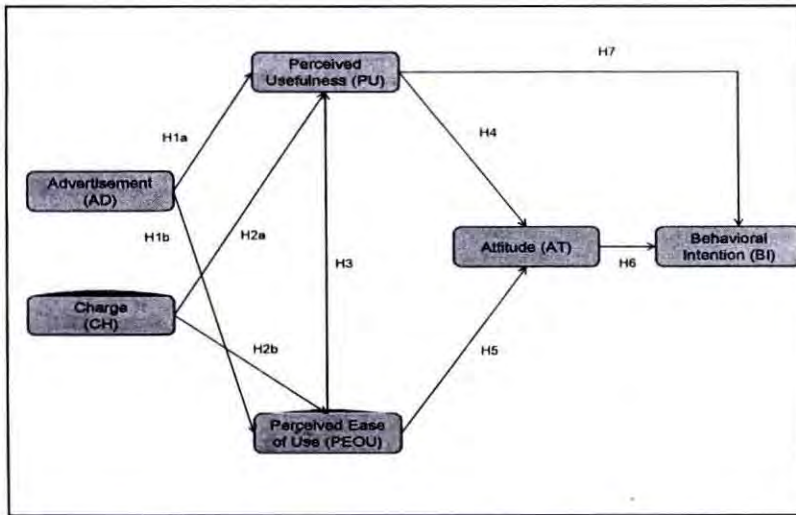 Perceived
Usefulness (PU)
H7
H1a
H4
Advertisement
(AD)
H1b
H2a
H3
Attitude (AT)
H6
Behavioral
Intention (BI)
Charge
(CH)
H2b
H5
Perceived Ease
of Use (PEOU)